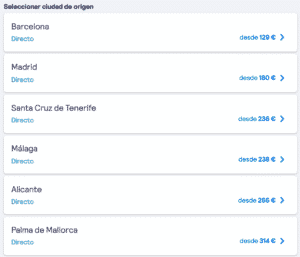 Seleccionar ciudad de origen
Barcelona
Directo
desde 129 €
Madrid
Directo
desde 180 €
Santa Cruz de Tenerife
Directo
desde 236 €
Málaga
Directo
desde 238 €
Alicante
Directo
desde 266 €
Palma de Mallorca
Directo
desde 314 €